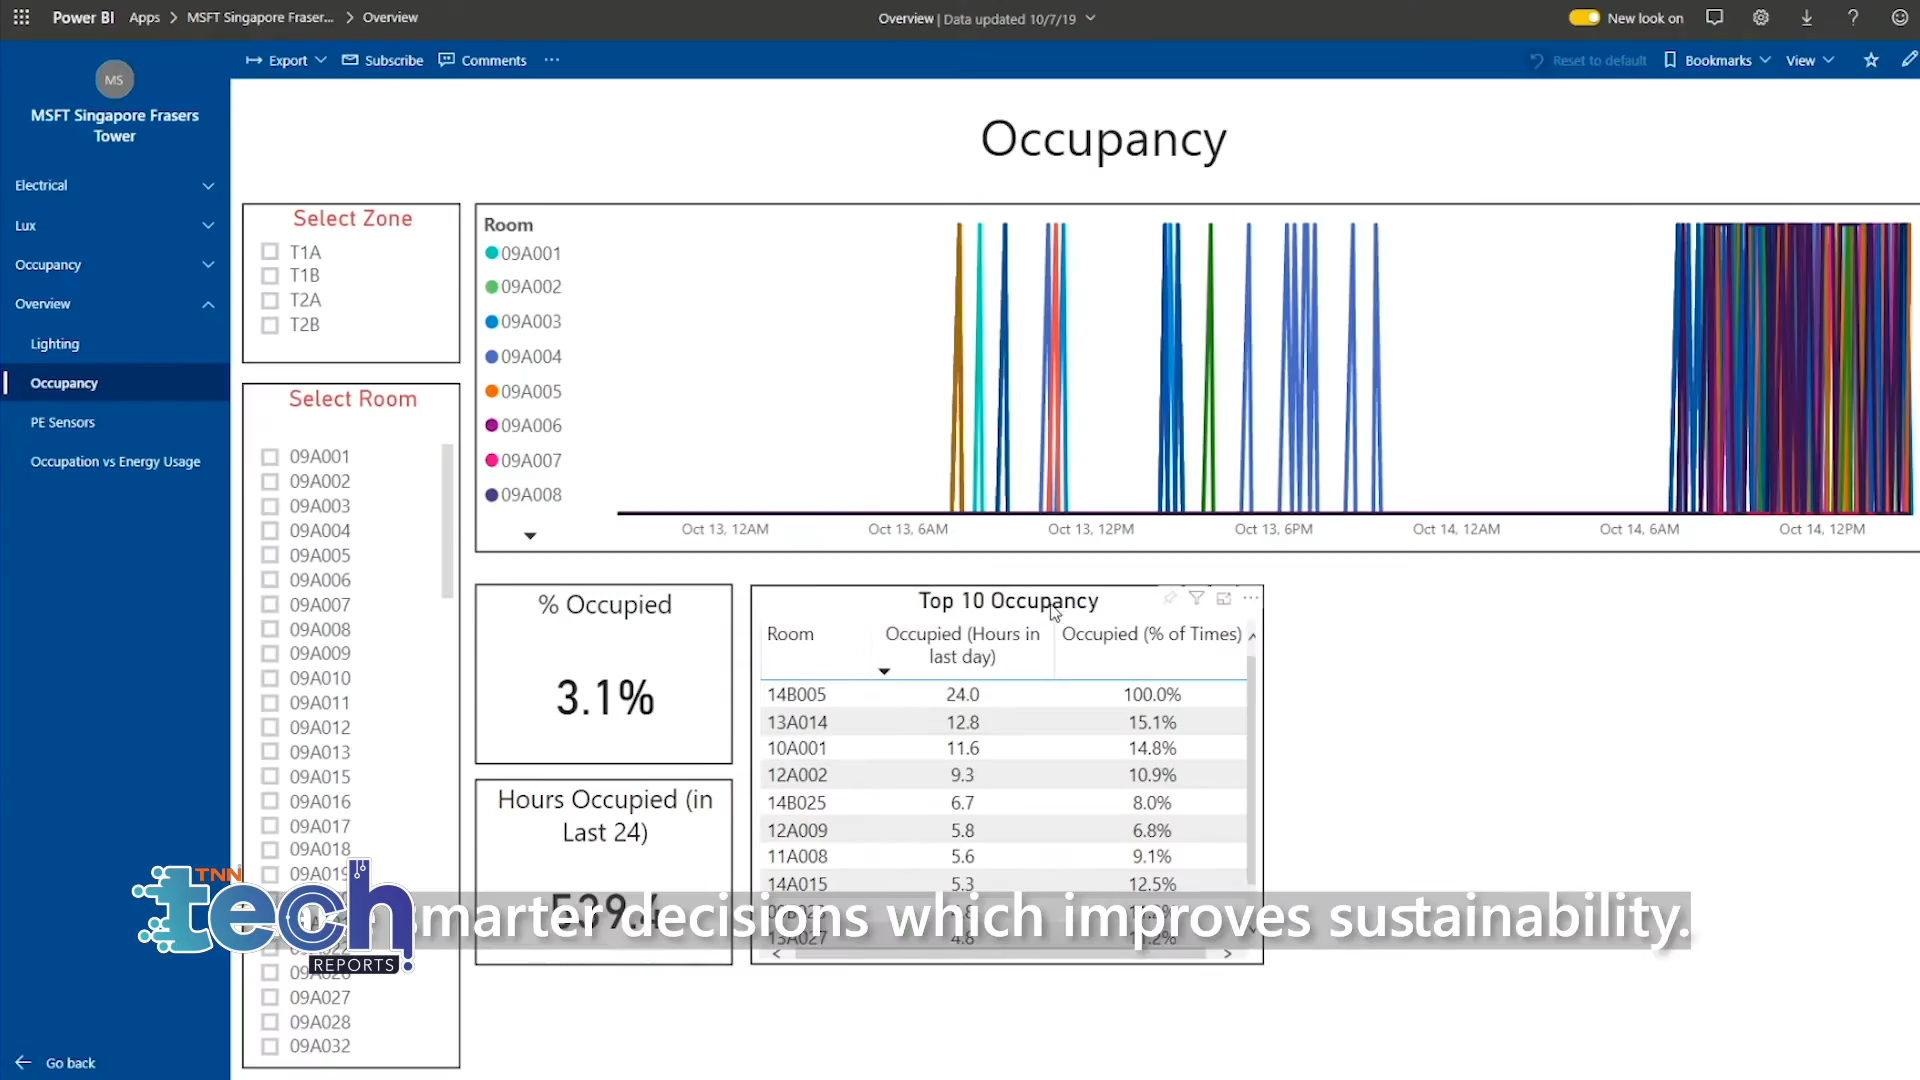 Power BI
Apps
MSFT Singapore Fraser...
Overview
Overview | Data updated 10/7/19
New look on
?
MS
MSFT Singapore Frasers
Tower
Electrical
Lux
Occupancy
Overview
Lighting
Occupancy
PE Sensors
Occupation vs Energy Usage
Go back
Export
Subscribe
Comments
...
Reset to default
Bookmarks
View
Occupancy
Select Zone
T1A
T1B
T2A
T2B
Select Room
09A001
09A002
09A003
09A004
09A005
09A006
09A007
09A008
09A009
09A010
09A011
09A012
09A013
09A015
09A016
09A017
09A018
09A019
09A026
09A027
09A028
09A032
Room
09A001
09A002
09A003
09A004
09A005
09A006
09A007
09A008
Oct 13, 12AM
Oct 13, 6AM
Oct 13, 12PM
Oct 13, 6PM
Oct 14, 12AM
Oct 14, 6AM
Oct 14, 12PM
% Occupied
3.1%
Hours Occupied (in
Last 24)
Top 10 Occupancy
Room Occupied (Hours in last day) Occupied (% of Times)
14B005 24.0 100.0%
13A014 12.8 15.1%
10A001 11.6 14.8%
12A002 9.3 10.9%
14B025 6.7 8.0%
12A009 5.8 6.8%
11A008 5.6 9.1%
14A015 5.3 12.5%
13A027 4.8
smarter decisions which improves sustainability.
TNN
tech!
REPORTS